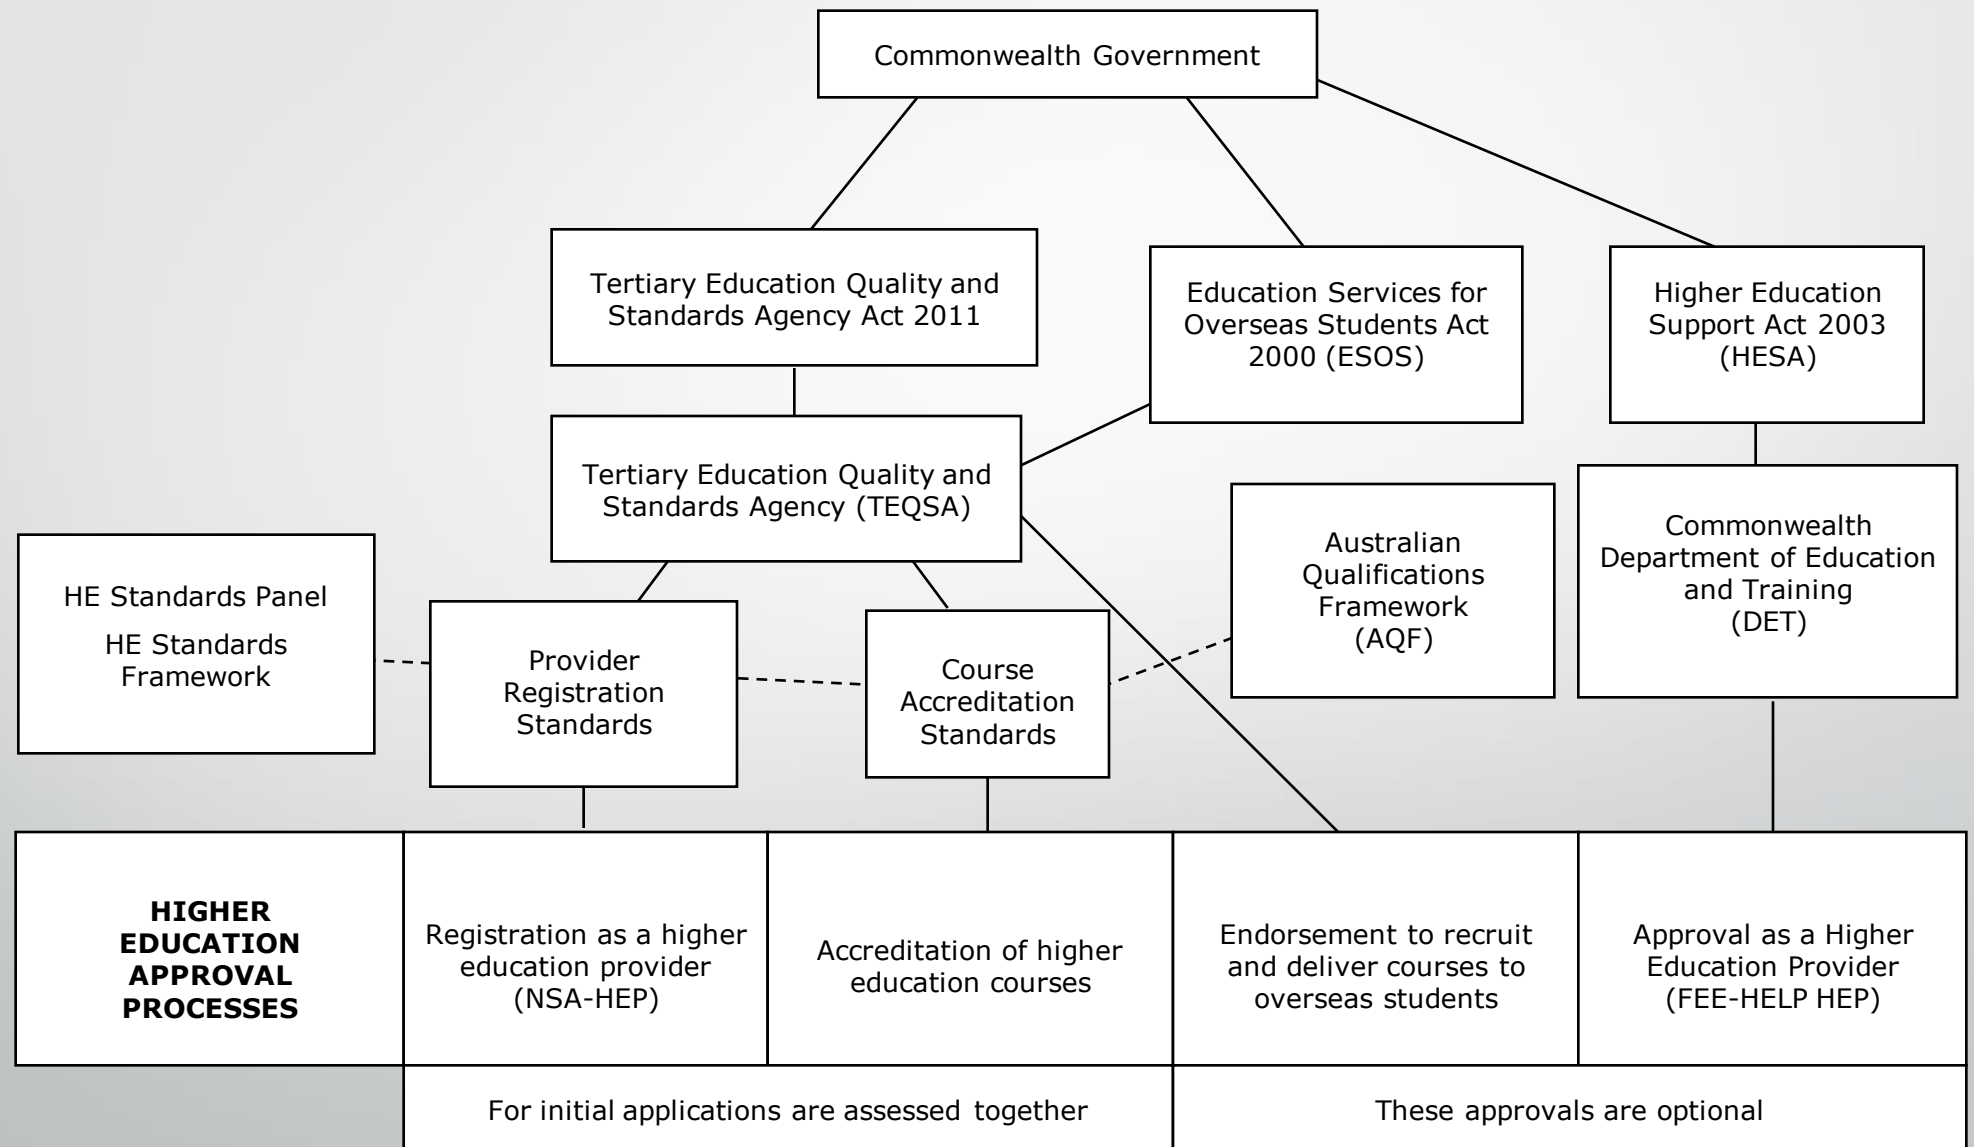 Commonwealth Government
Tertiary Education Quality and
Standards Agency Act 2011
Education Services for
Overseas Students Act
2000 (ESOS)
Higher Education
Support Act 2003
(HESA)
Tertiary Education Quality and
Standards Agency (TEQSA)
Australian
Qualifications
Framework
(AQF)
Commonwealth
Department of Education
and Training
(DET)
HE Standards Panel
HE Standards
Framework
Provider
Registration
Standards
Course
Accreditation
Standards
HIGHER
EDUCATION
APPROVAL
PROCESSES
Registration as a higher
education provider
(NSA-HEP)
Accreditation of higher
education courses
Endorsement to recruit
and deliver courses to
overseas students
Approval as a Higher
Education Provider
(FEE-HELP HEP)
For initial applications are assessed together
These approvals are optional